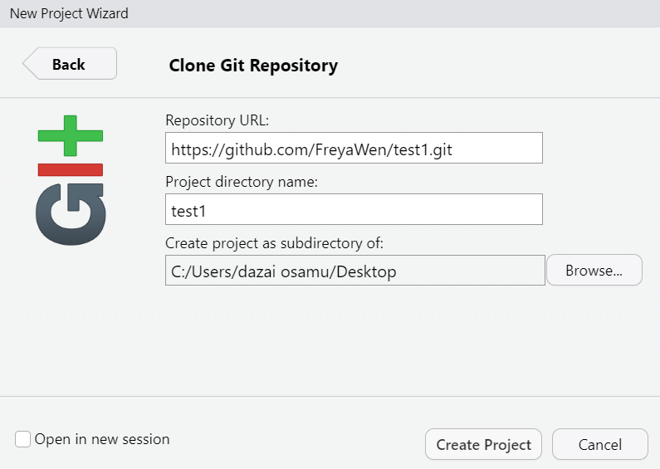 New Project Wizard
Back
Clone Git Repository
GIt
Repository URL:
https://github.com/FreyaWen/test1.git
Project directory name:
test1
Create project as subdirectory of:
C:/Users/dazai osamu/Desktop
Browse...
Open in new session
Create Project
Cancel